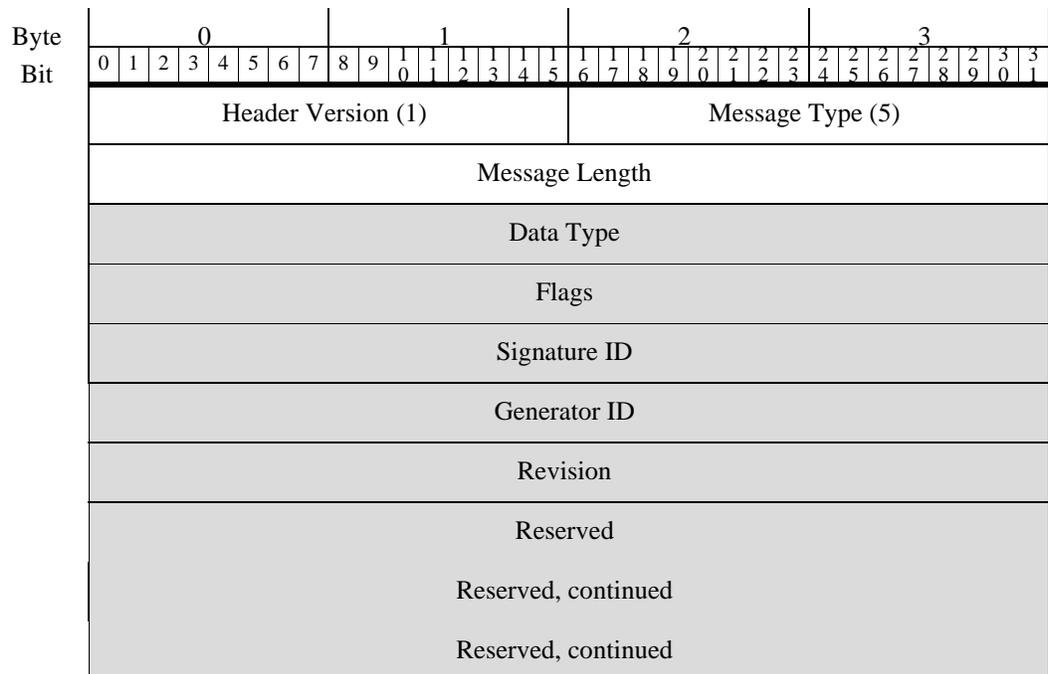 Byte 0 1 2 3
Bit 0 1 2 3 4 5 6 7 8 9 10 11 12 13 14 15 16 17 18 19 20 21 22 23 24 25 26 27 28 29 30 31
Header Version (1) Message Type (5)
Message Length
Data Type
Flags
Signature ID
Generator ID
Revision
Reserved
Reserved, continued
Reserved, continued